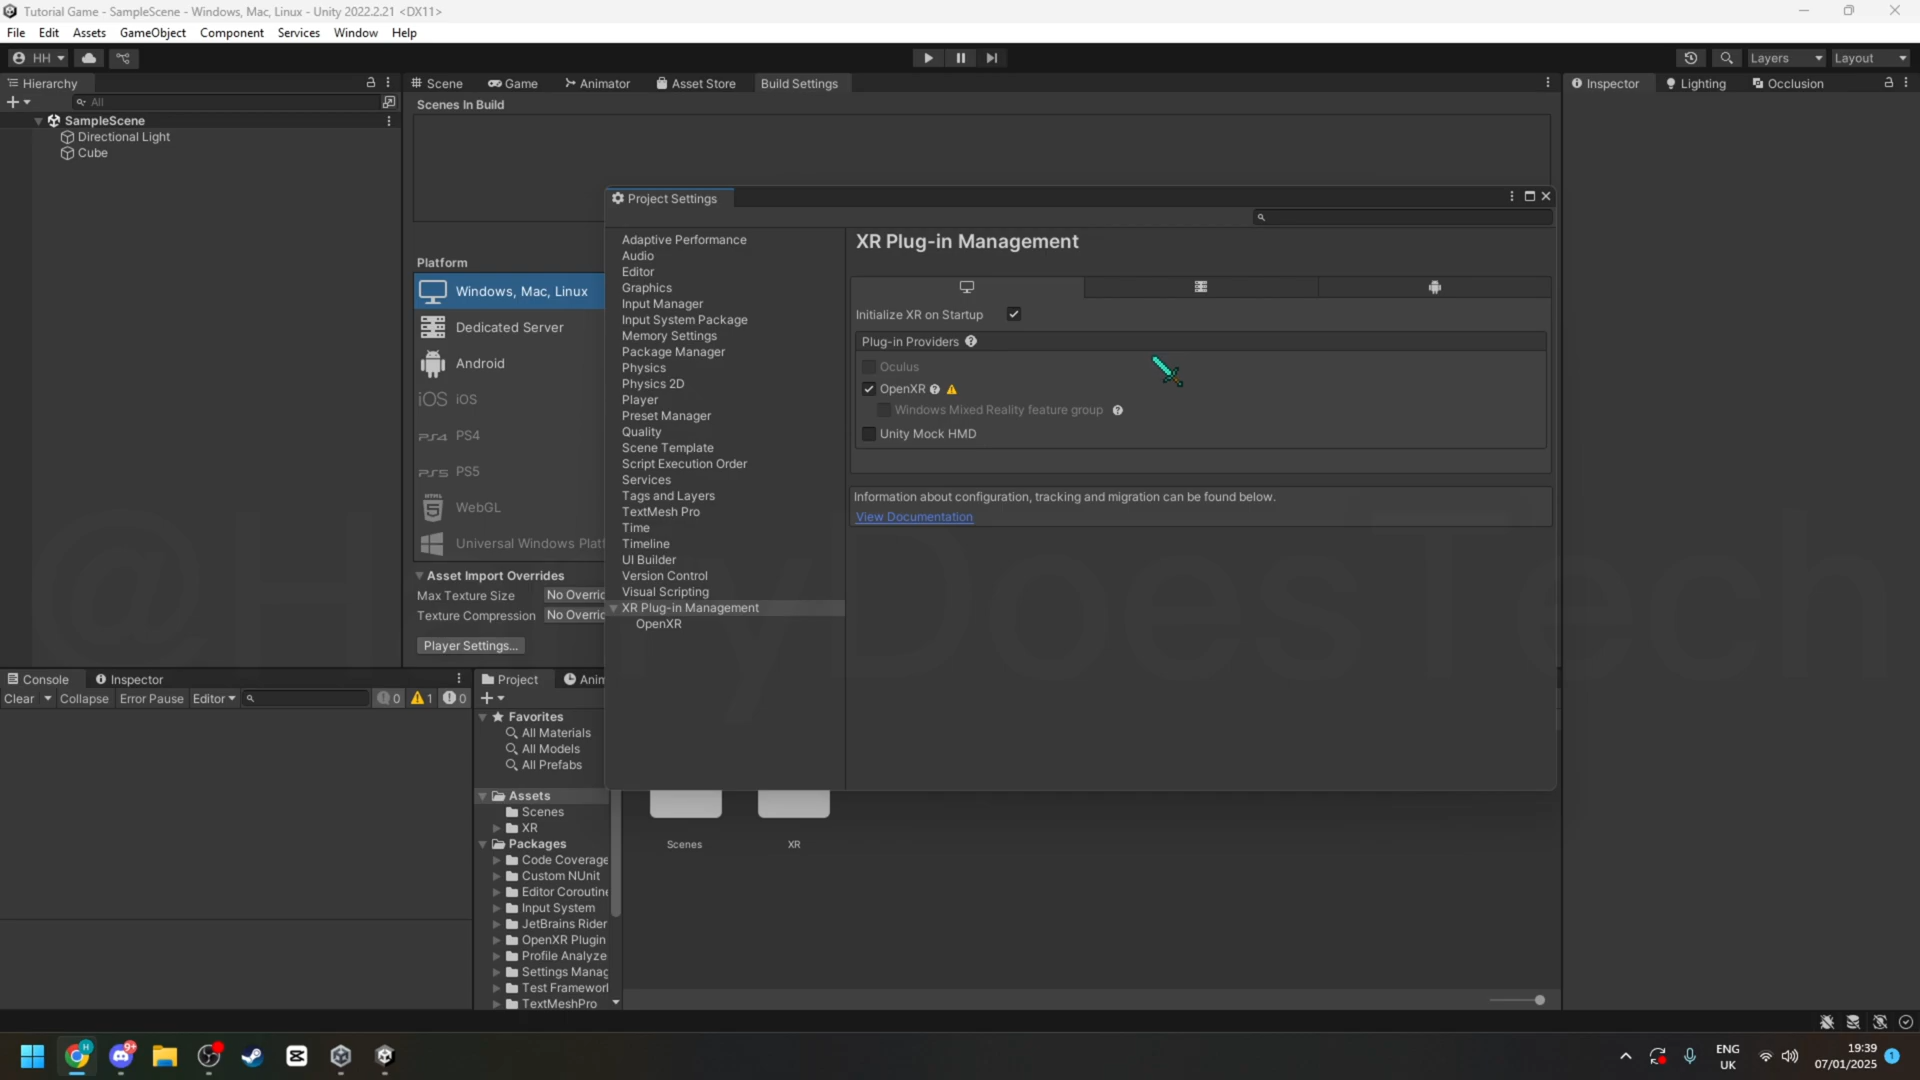 Tutorial Game - SampleScene - Windows, Mac, Linux - Unity 2022.2.21 <DX11>
File Edit Assets GameObject Component Services Window Help
HH
Layers Layout
Hierarchy
Scene Game Animator Asset Store Build Settings
Inspector Lighting Occlusion
All
Scenes In Build
SampleScene
Directional Light
Cube
Platform
Windows, Mac, Linux
Dedicated Server
Android
iOS iOS
PS4 PS4
PS5 PS5
HTML
WebGL
Universal Windows Platf
Asset Import Overrides
Max Texture Size No Overric
Texture Compression No Overric
Player Settings...
Project Settings
Adaptive Performance
Audio
Editor
Graphics
Input Manager
Input System Package
Memory Settings
Package Manager
Physics
Physics 2D
Player
Preset Manager
Quality
Scene Template
Script Execution Order
Services
Tags and Layers
TextMesh Pro
Time
Timeline
UI Builder
Version Control
Visual Scripting
XR Plug-in Management
OpenXR
XR Plug-in Management
Initialize XR on Startup
Plug-in Providers
Oculus
OpenXR
Windows Mixed Reality feature group
Unity Mock HMD
Information about configuration, tracking and migration can be found below.
View Documentation
Console Inspector
Clear Collapse Error Pause Editor 0 1 0
Project Anin
Favorites
All Materials
All Models
All Prefabs
Assets
Scenes
XR
Packages
Code Coverage
Custom NUnit
Editor Coroutine
Input System
JetBrains Rider
OpenXR Plugin
Profile Analyze
Settings Manag
Test Framewor
TextMeshPro
Scenes
XR
H
9+
ENG
UK
19:39
07/01/2025
1